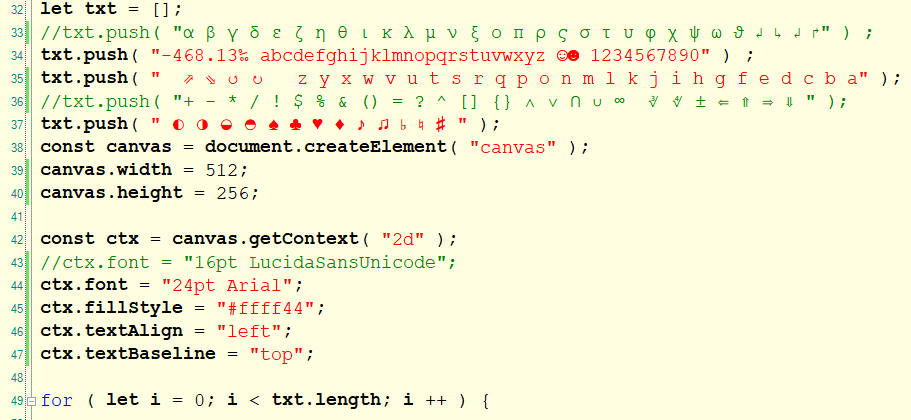 32 let txt = [];
33 //txt.push( "α β γ δ ε ζ η θ ι κ λ μ ν ξ ο π ρ ς σ τ υ φ χ ψ ω ϑ ↲ ↳ ↲ ↱" ) ;
34 txt.push( "-468.13‰ abcdefghijklmnopqrstuvwxyz ☺☻ 1234567890" ) ;
35 txt.push( "  ⇗ ⇘ ↺ ↻   z y x w v u t s r q p o n m l k j i h g f e d c b a" );
36 //txt.push( "+ - * / ! $ % & () = ? ^ [] {} ∧ ∨ ∩ ∪ ∞  ∛ ∜ ± ⇐ ⇑ ⇒ ⇓ " );
37 txt.push( " ◐ ◑ ◒ ◓ ♠ ♣ ♥ ♦ ♪ ♫ ♭ ♮ ♯ " );
38 const canvas = document.createElement( "canvas" );
39 canvas.width = 512;
40 canvas.height = 256;
41
42 const ctx = canvas.getContext( "2d" );
43 //ctx.font = "16pt LucidaSansUnicode";
44 ctx.font = "24pt Arial";
45 ctx.fillStyle = "#ffff44";
46 ctx.textAlign = "left";
47 ctx.textBaseline = "top";
48
49 for ( let i = 0; i < txt.length; i ++ ) {